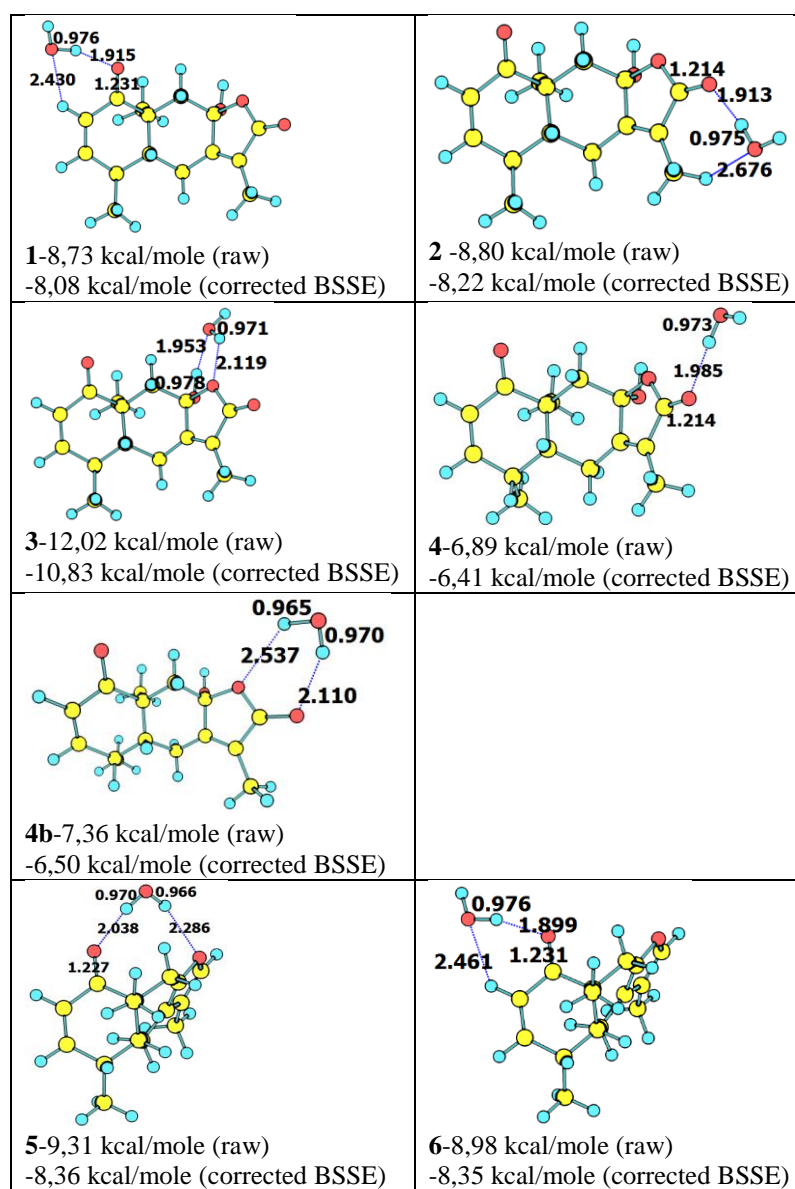 0.976
1.915
2.430
1.231
1-8,73 kcal/mole (raw)
-8,08 kcal/mole (corrected BSSE)
1.214
1.913
0.975
2.676
2 -8,80 kcal/mole (raw)
-8,22 kcal/mole (corrected BSSE)
0.971
1.953
2.119
0.978
3-12,02 kcal/mole (raw)
-10,83 kcal/mole (corrected BSSE)
0.973
1.985
1.214
4-6,89 kcal/mole (raw)
-6,41 kcal/mole (corrected BSSE)
0.965
0.970
2.537
2.110
4b-7,36 kcal/mole (raw)
-6,50 kcal/mole (corrected BSSE)
0.970 0.966
2.038 2.286
1.227
5-9,31 kcal/mole (raw)
-8,36 kcal/mole (corrected BSSE)
0.976
1.899
2.461 1.231
6-8,98 kcal/mole (raw)
-8,35 kcal/mole (corrected BSSE)